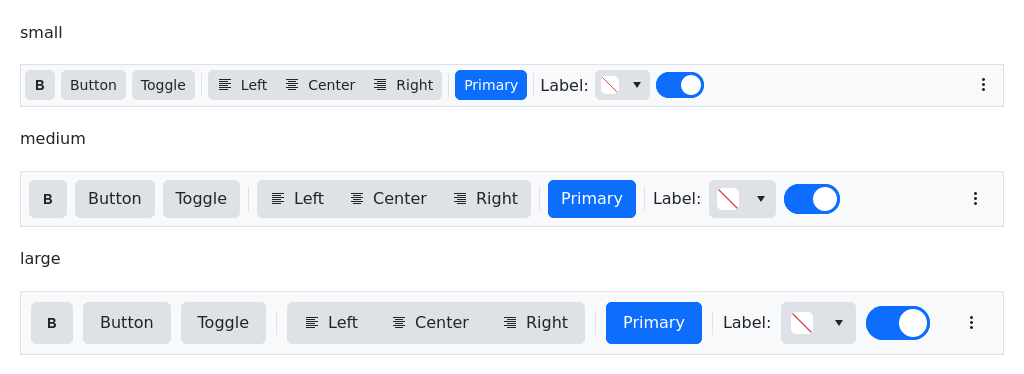 small
B Button Toggle Left Center Right Primary Label:
medium
B Button Toggle Left Center Right Primary Label:
large
B Button Toggle Left Center Right Primary Label: